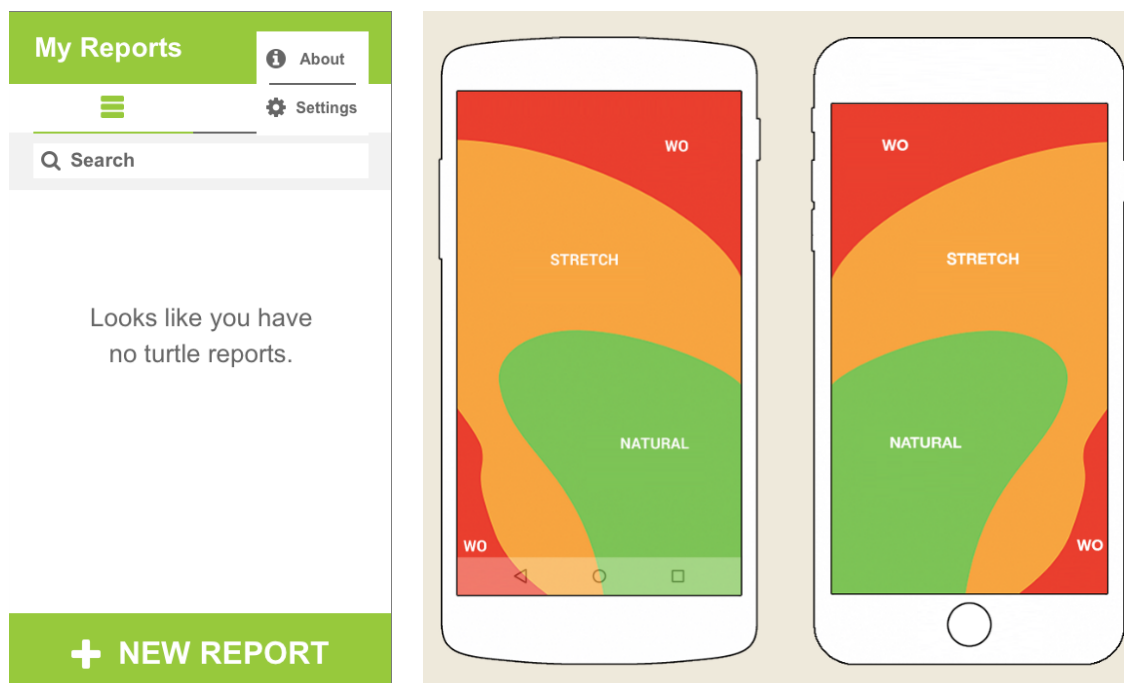 My Reports
About
Settings
Search
Looks like you have
no turtle reports.
NEW REPORT
WO
STRETCH
NATURAL
WO
WO
STRETCH
NATURAL
WO